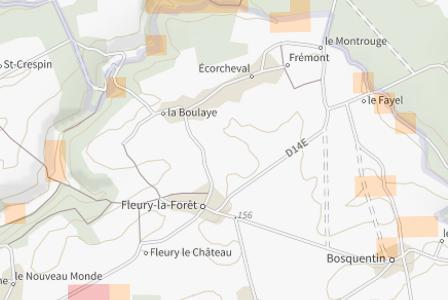 le Montrouge
Frémont
St-Crespin
Écorcheval
le Fayel
la Boulaye
D14E
Fleury-la-Forêt
156
Fleury le Château
Bosquentin
le Nouveau Monde